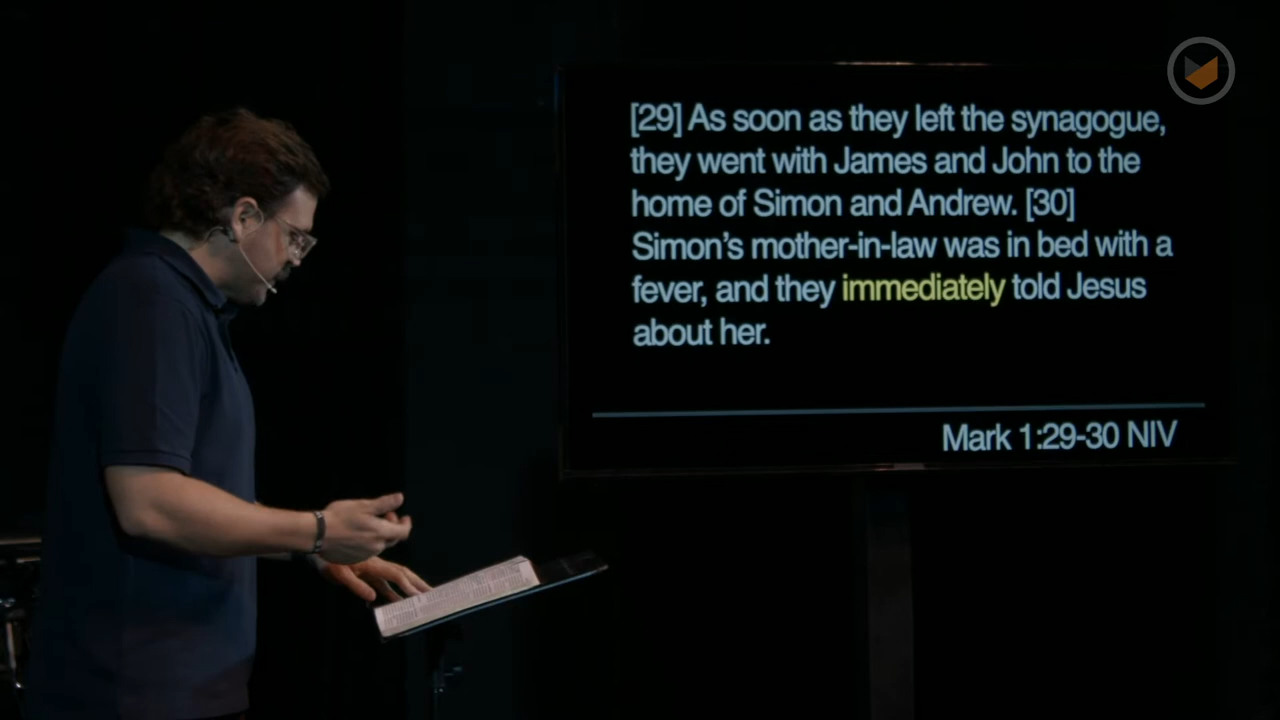 [29] As soon as they left the synagogue,
they went with James and John to the
home of Simon and Andrew. [30]
Simon's mother-in-law was in bed with a
fever, and they immediately told Jesus
about her.
Mark 1:29-30 NIV